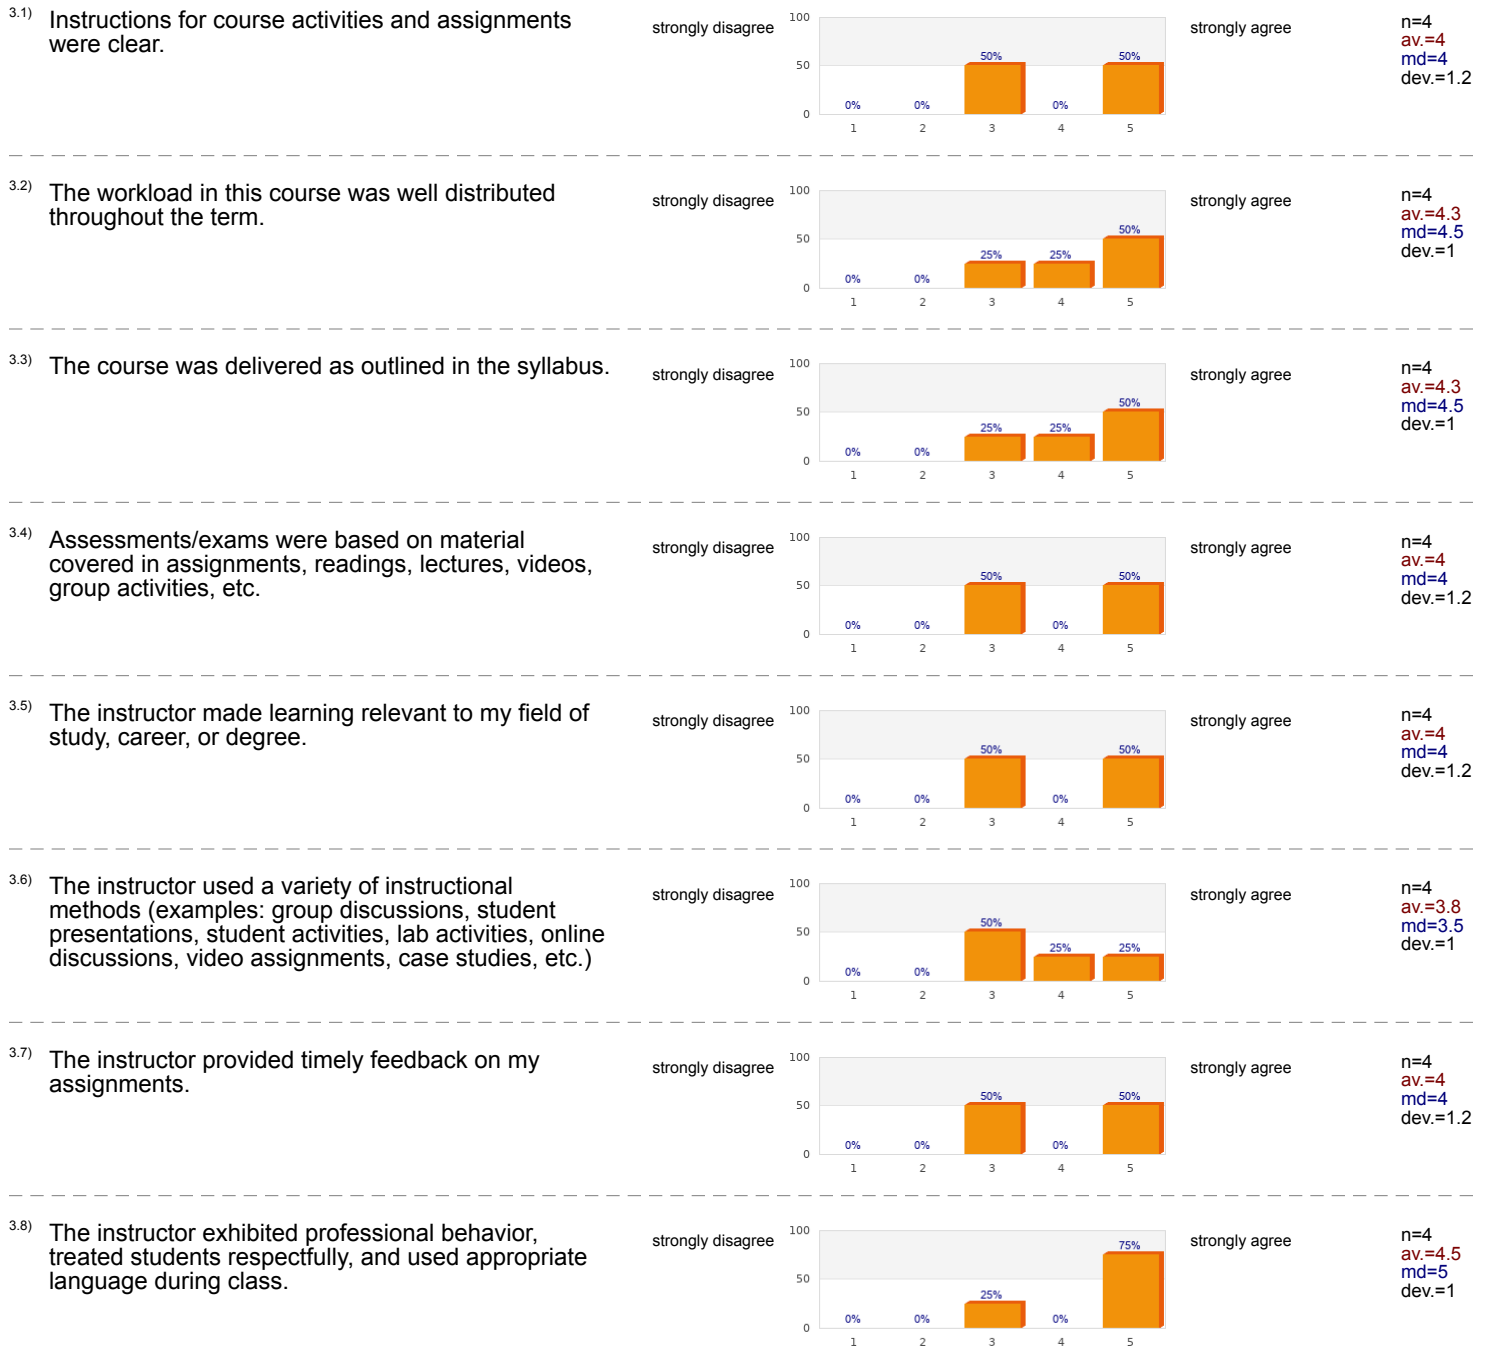 3.1) Instructions for course activities and assignments
were clear.
strongly disagree
100
50
0
0%
0%
50%
0%
50%
1 2 3 4 5
strongly agree
n=4
av.=4
md=4
dev.=1.2
3.2) The workload in this course was well distributed
throughout the term.
strongly disagree
100
50
0
0%
0%
25%
25%
50%
1 2 3 4 5
strongly agree
n=4
av.=4.3
md=4.5
dev.=1
3.3) The course was delivered as outlined in the syllabus.
strongly disagree
100
50
0
0%
0%
25%
25%
50%
1 2 3 4 5
strongly agree
n=4
av.=4.3
md=4.5
dev.=1
3.4) Assessments/exams were based on material
covered in assignments, readings, lectures, videos,
group activities, etc.
strongly disagree
100
50
0
0%
0%
50%
0%
50%
1 2 3 4 5
strongly agree
n=4
av.=4
md=4
dev.=1.2
3.5) The instructor made learning relevant to my field of
study, career, or degree.
strongly disagree
100
50
0
0%
0%
50%
0%
50%
1 2 3 4 5
strongly agree
n=4
av.=4
md=4
dev.=1.2
3.6) The instructor used a variety of instructional
methods (examples: group discussions, student
presentations, student activities, lab activities, online
discussions, video assignments, case studies, etc.)
strongly disagree
100
50
0
0%
0%
50%
25%
25%
1 2 3 4 5
strongly agree
n=4
av.=3.8
md=3.5
dev.=1
3.7) The instructor provided timely feedback on my
assignments.
strongly disagree
100
50
0
0%
0%
50%
0%
50%
1 2 3 4 5
strongly agree
n=4
av.=4
md=4
dev.=1.2
3.8) The instructor exhibited professional behavior,
treated students respectfully, and used appropriate
language during class.
strongly disagree
100
50
0
0%
0%
25%
0%
75%
1 2 3 4 5
strongly agree
n=4
av.=4.5
md=5
dev.=1